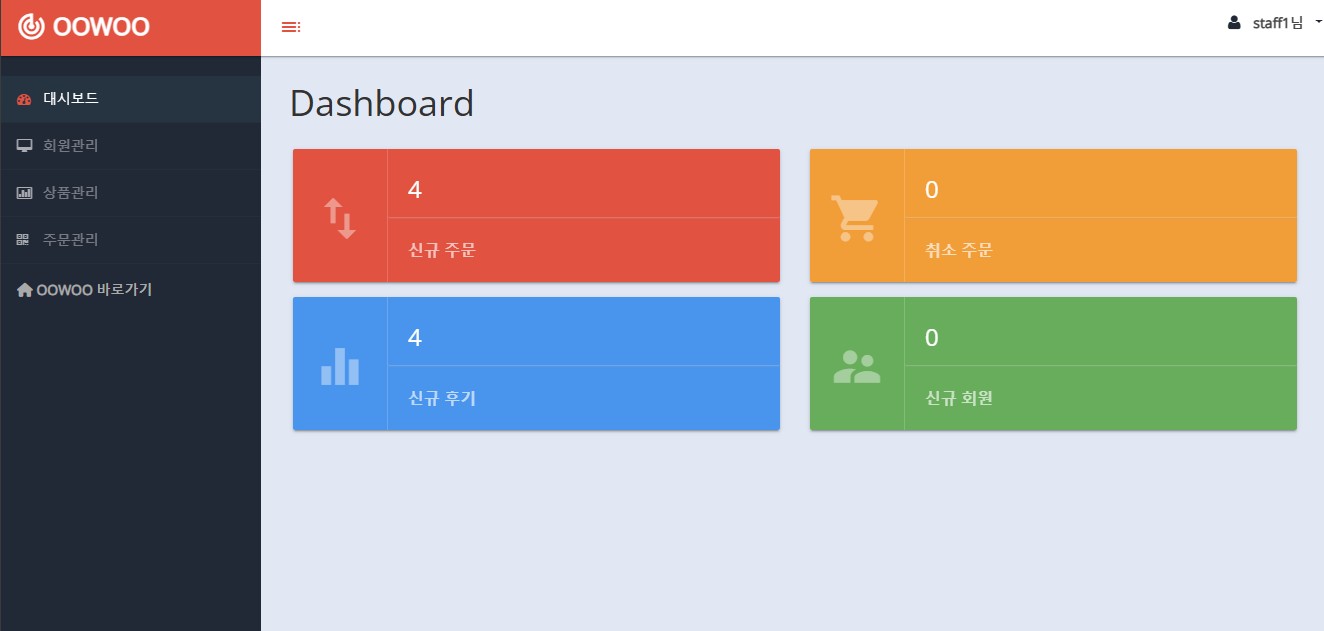 OOWOO
staff1님
대시보드
회원관리
상품관리
주문관리
OOWOO 바로가기
Dashboard
4
신규 주문
0
취소 주문
4
신규 후기
0
신규 회원